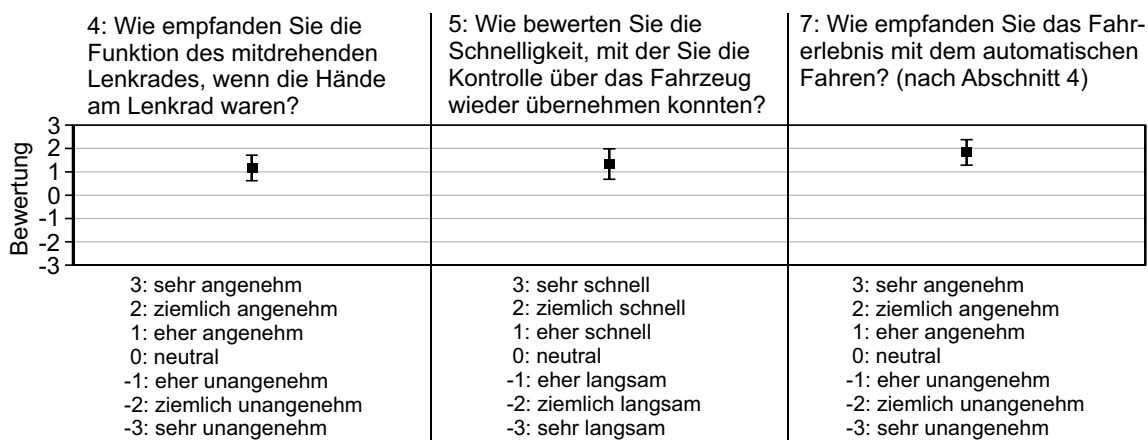 4: Wie empfanden Sie die
Funktion des mitdrehenden
Lenkrades, wenn die Hände
am Lenkrad waren?
5: Wie bewerten Sie die
Schnelligkeit, mit der Sie die
Kontrolle über das Fahrzeug
wieder übernehmen konnten?
7: Wie empfanden Sie das Fahr-
erlebnis mit dem automatischen
Fahren? (nach Abschnitt 4)
Bewertung
3
2
1
0
-1
-2
-3
3: sehr angenehm
2: ziemlich angenehm
1: eher angenehm
0: neutral
-1: eher unangenehm
-2: ziemlich unangenehm
-3: sehr unangenehm
3: sehr schnell
2: ziemlich schnell
1: eher schnell
0: neutral
-1: eher langsam
-2: ziemlich langsam
-3: sehr langsam
3: sehr angenehm
2: ziemlich angenehm
1: eher angenehm
0: neutral
-1: eher unangenehm
-2: ziemlich unangenehm
-3: sehr unangenehm